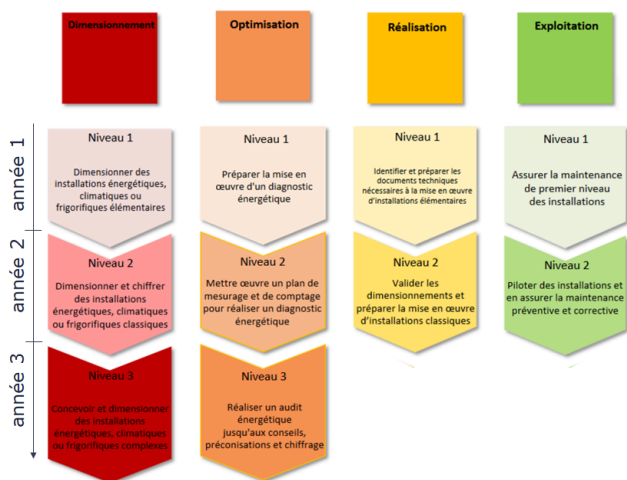 Dimensionnement
Optimisation
Réalisation
Exploitation
année 1
Niveau 1
Dimensionner des
installations énergétiques,
climatiques ou
frigorifiques élémentaires
Niveau 1
Préparer la mise en
œuvre d'un diagnostic
énergétique
Niveau 1
Identifier et préparer les
documents techniques
nécessaires à la mise en œuvre
d'installations élémentaires
Niveau 1
Assurer la maintenance
de premier niveau
des installations
année 2
Niveau 2
Dimensionner et chiffrer
des installations
énergétiques, climatiques
ou frigorifiques classiques
Niveau 2
Mettre œuvre un plan de
mesurage et de comptage
pour réaliser un diagnostic
énergétique
Niveau 2
Valider les
dimensionnements et
préparer la mise en œuvre
d'installations classiques
Niveau 2
Piloter des installations et
en assurer la maintenance
préventive et corrective
année 3
Niveau 3
Concevoir et dimensionner
des installations
énergétiques, climatiques
ou frigorifiques complexes
Niveau 3
Réaliser un audit
énergétique
jusqu'aux conseils,
préconisations et chiffrage